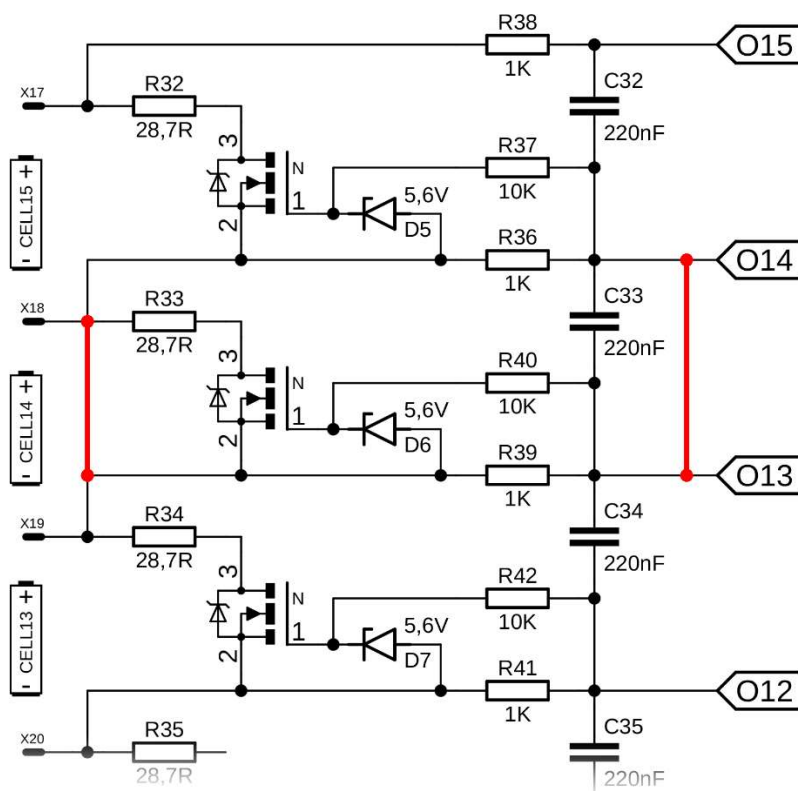 R38
O15
1K
X17
R32
C32
28,7R
220nF
3
R37
N
10K
CELL15
+
-
1
5,6V
D5
2
R36
O14
1K
X18
R33
C33
28,7R
220nF
3
R40
N
10K
CELL14
+
-
1
5,6V
D6
2
R39
O13
1K
X19
R34
C34
28,7R
220nF
3
R42
N
10K
CELL13
+
-
1
5,6V
D7
2
R41
O12
1K
X20
R35
C35
28,7R
220nF